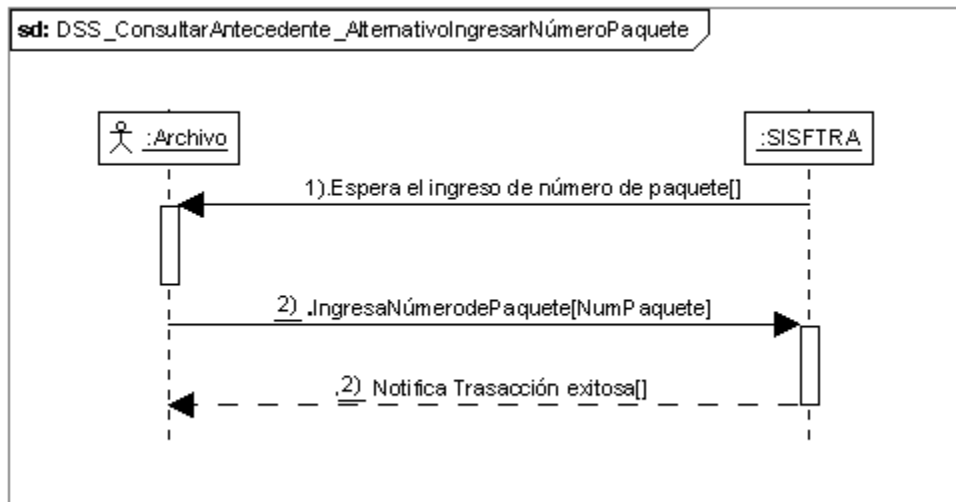 sd: DSS_ConsultarAntecedente_AlternativoIngresarNúmeroPaquete
:Archivo
:SISFTRA
1).Espera el ingreso de número de paquete[]
2) .IngresaNúmerodePaquete[NumPaquete]
.2) Notifica Trasacción exitosa[]